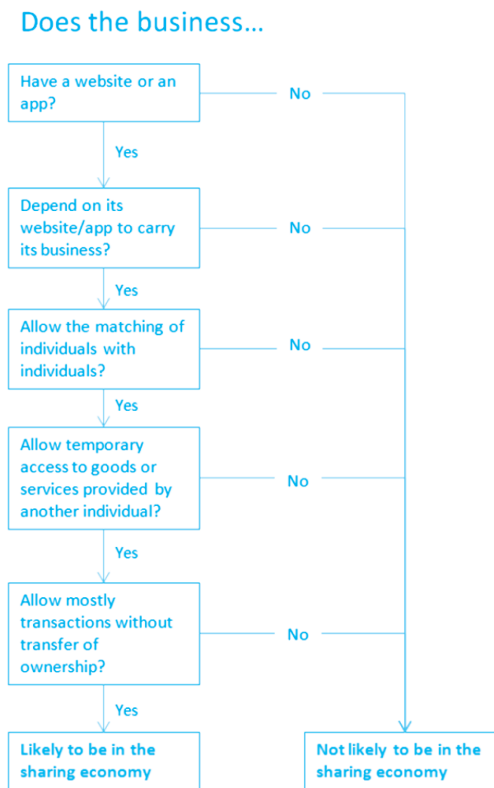 Does the business...
Have a website or an
app?
No
Yes
Depend on its
website/app to carry
its business?
No
Yes
Allow the matching of
individuals with
individuals?
No
Yes
Allow temporary
access to goods or
services provided by
another individual?
No
Yes
Allow mostly
transactions without
transfer of
ownership?
No
Yes
Likely to be in the
sharing economy
Not likely to be in the
sharing economy